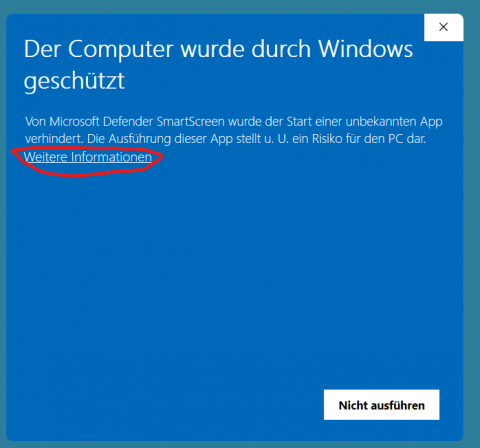 Der Computer wurde durch Windows
geschützt
Von Microsoft Defender SmartScreen wurde der Start einer unbekannten App
verhindert. Die Ausführung dieser App stellt u. U. ein Risiko für den PC dar.
Weitere Informationen
Nicht ausführen